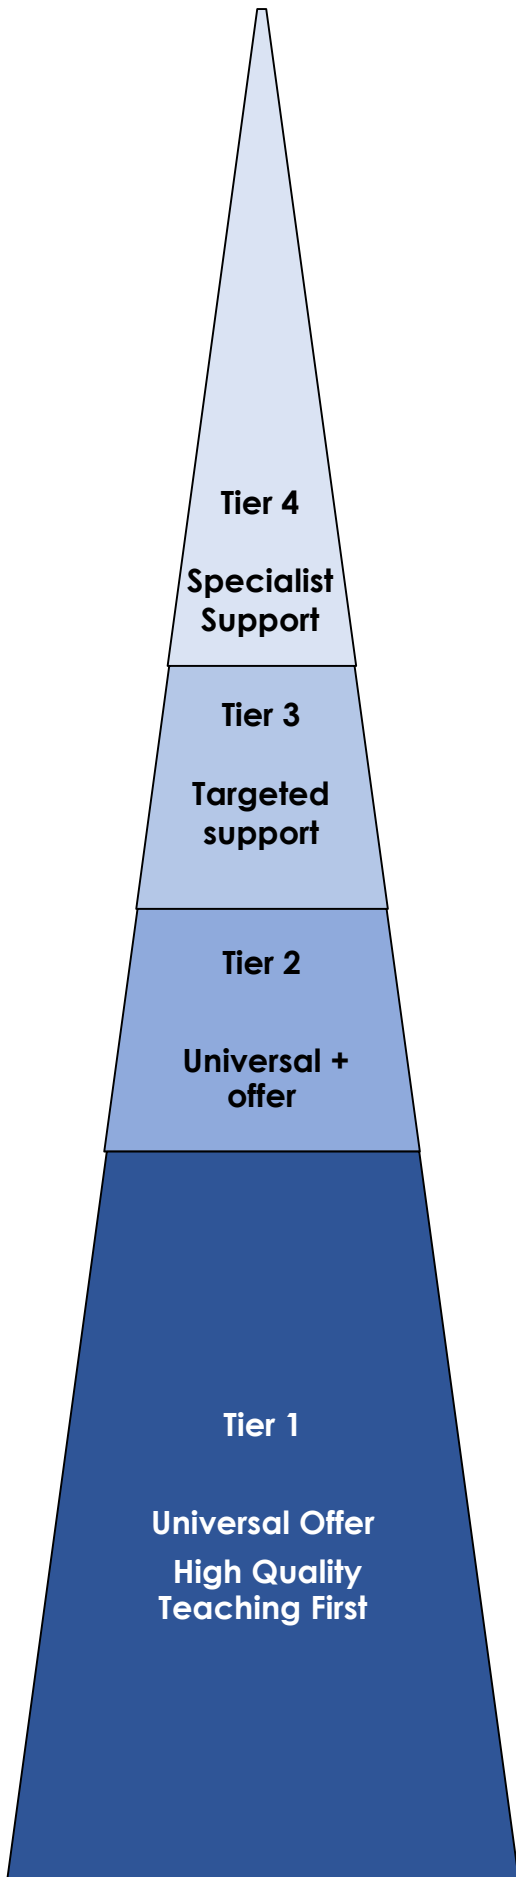 Tier 4
Specialist
Support
Tier 3
Targeted
support
Tier 2
Universal +
offer
Tier 1
Universal Offer
High Quality
Teaching First